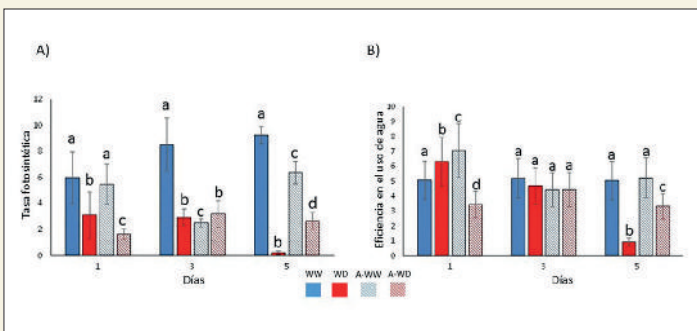 A)
B)
Tasa fotosintética
12
10
8
6
4
2
0
a
b
a
c
a
b
c
b
a
b
c
d
1
3
5
Días
Eficiencia en el uso de agua
10
9
8
7
6
5
4
3
2
1
0
a
b
c
d
a
a
a
a
a
b
a
c
1
3
5
Días
WW WD A-WW A-WD